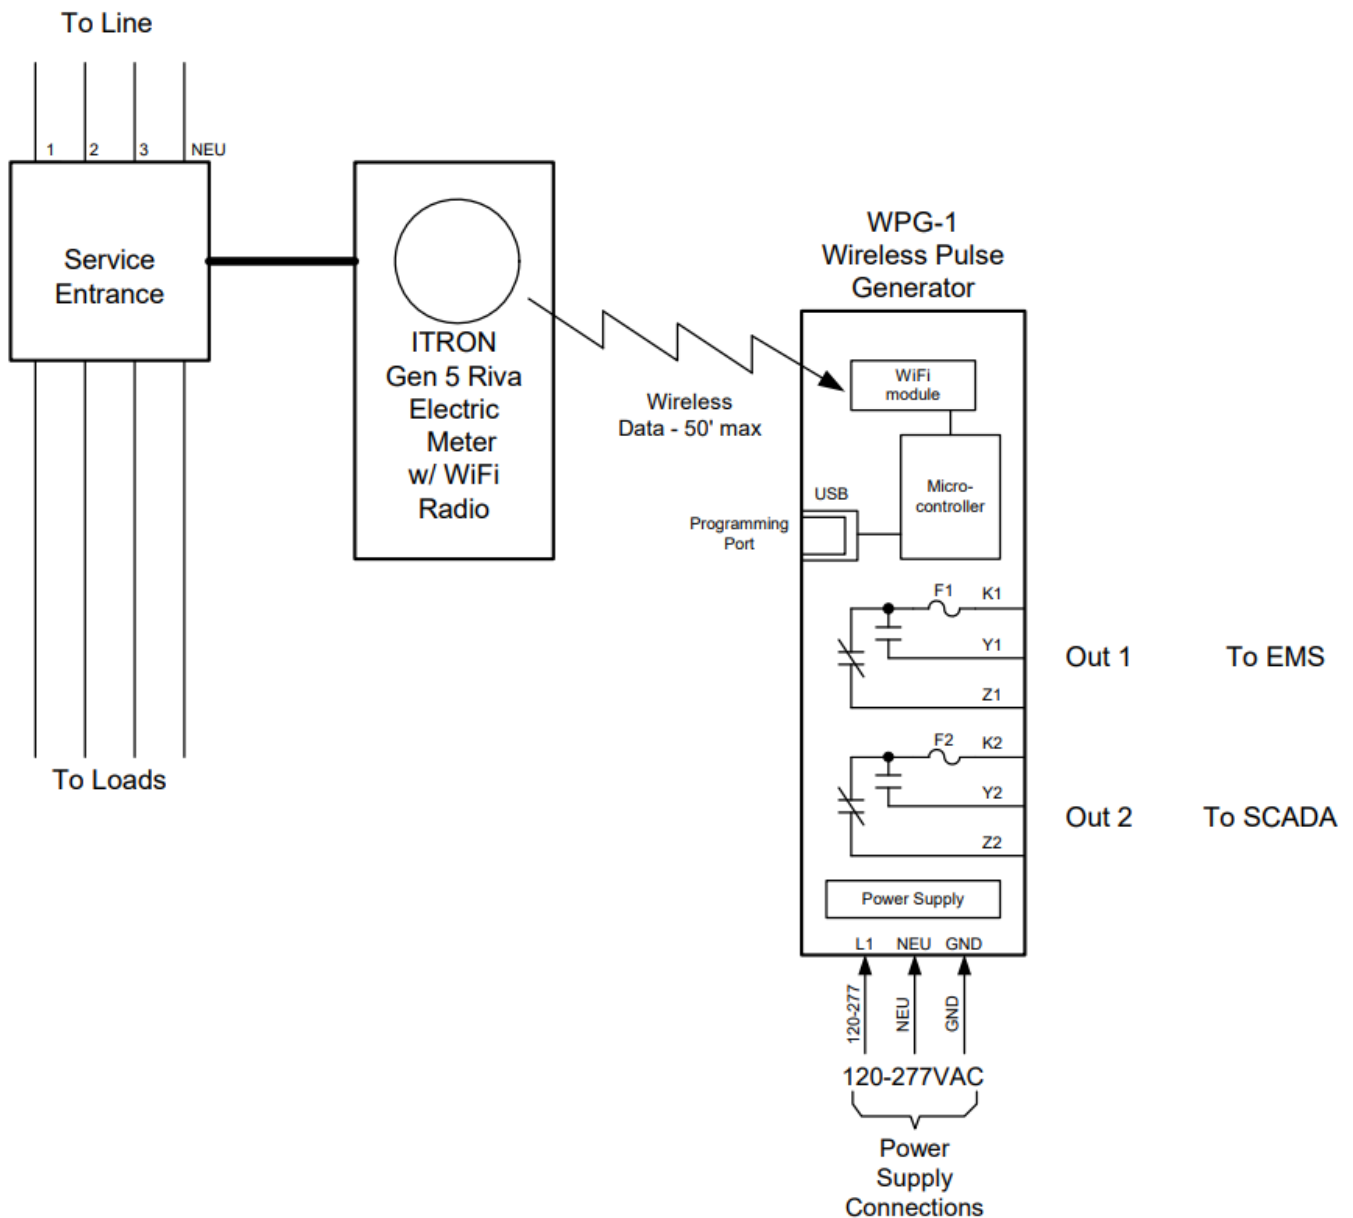 To Line
1
2
3
NEU
Service
Entrance
ITRON
Gen 5 Riva
Electric
Meter
w/ WiFi
Radio
To Loads
Wireless
Data - 50' max
WPG-1
Wireless Pulse
Generator
WiFi
module
Micro-
controller
USB
Programming
Port
F1
K1
Y1
Z1
Out 1
To EMS
F2
K2
Y2
Z2
Out 2
To SCADA
Power Supply
L1
NEU
GND
120-277
NEU
GND
120-277VAC
Power
Supply
Connections